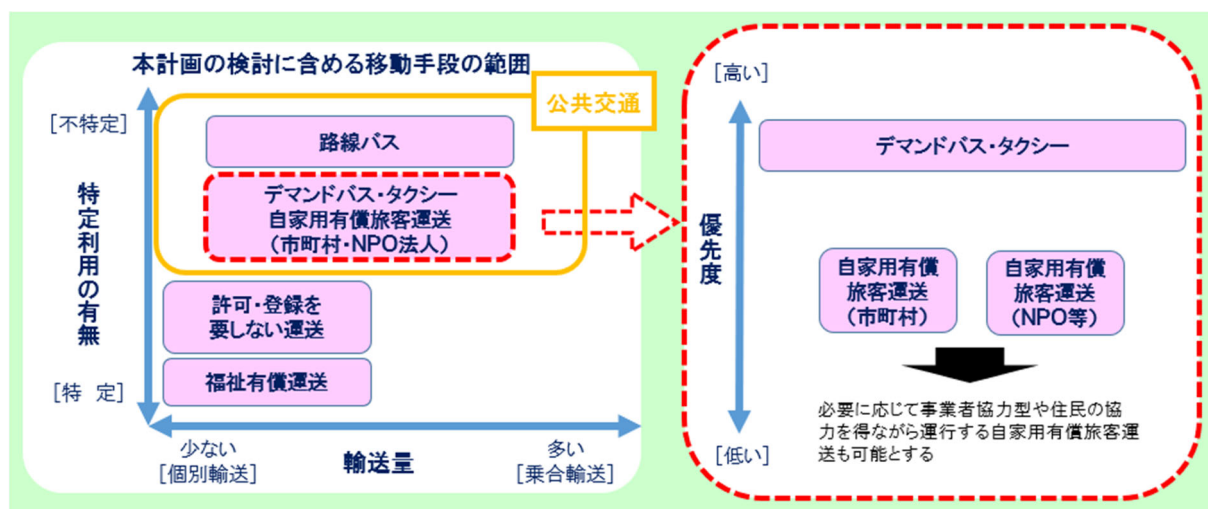 本計画の検討に含める移動手段の範囲
公共交通
[不特定]
路線バス
デマンドバス・タクシー
自家用有償旅客運送
(市町村・NPO法人)
特定利用の有無
許可・登録を
要しない運送
福祉有償運送
[特 定]
少ない
[個別輸送]
輸送量
多い
[乗合輸送]
[高い]
デマンドバス・タクシー
優先度
自家用有償
旅客運送
(市町村)
自家用有償
旅客運送
(NPO等)
必要に応じて事業者協力型や住民の協
力を得ながら運行する自家用有償旅客運
送も可能とする
[低い]